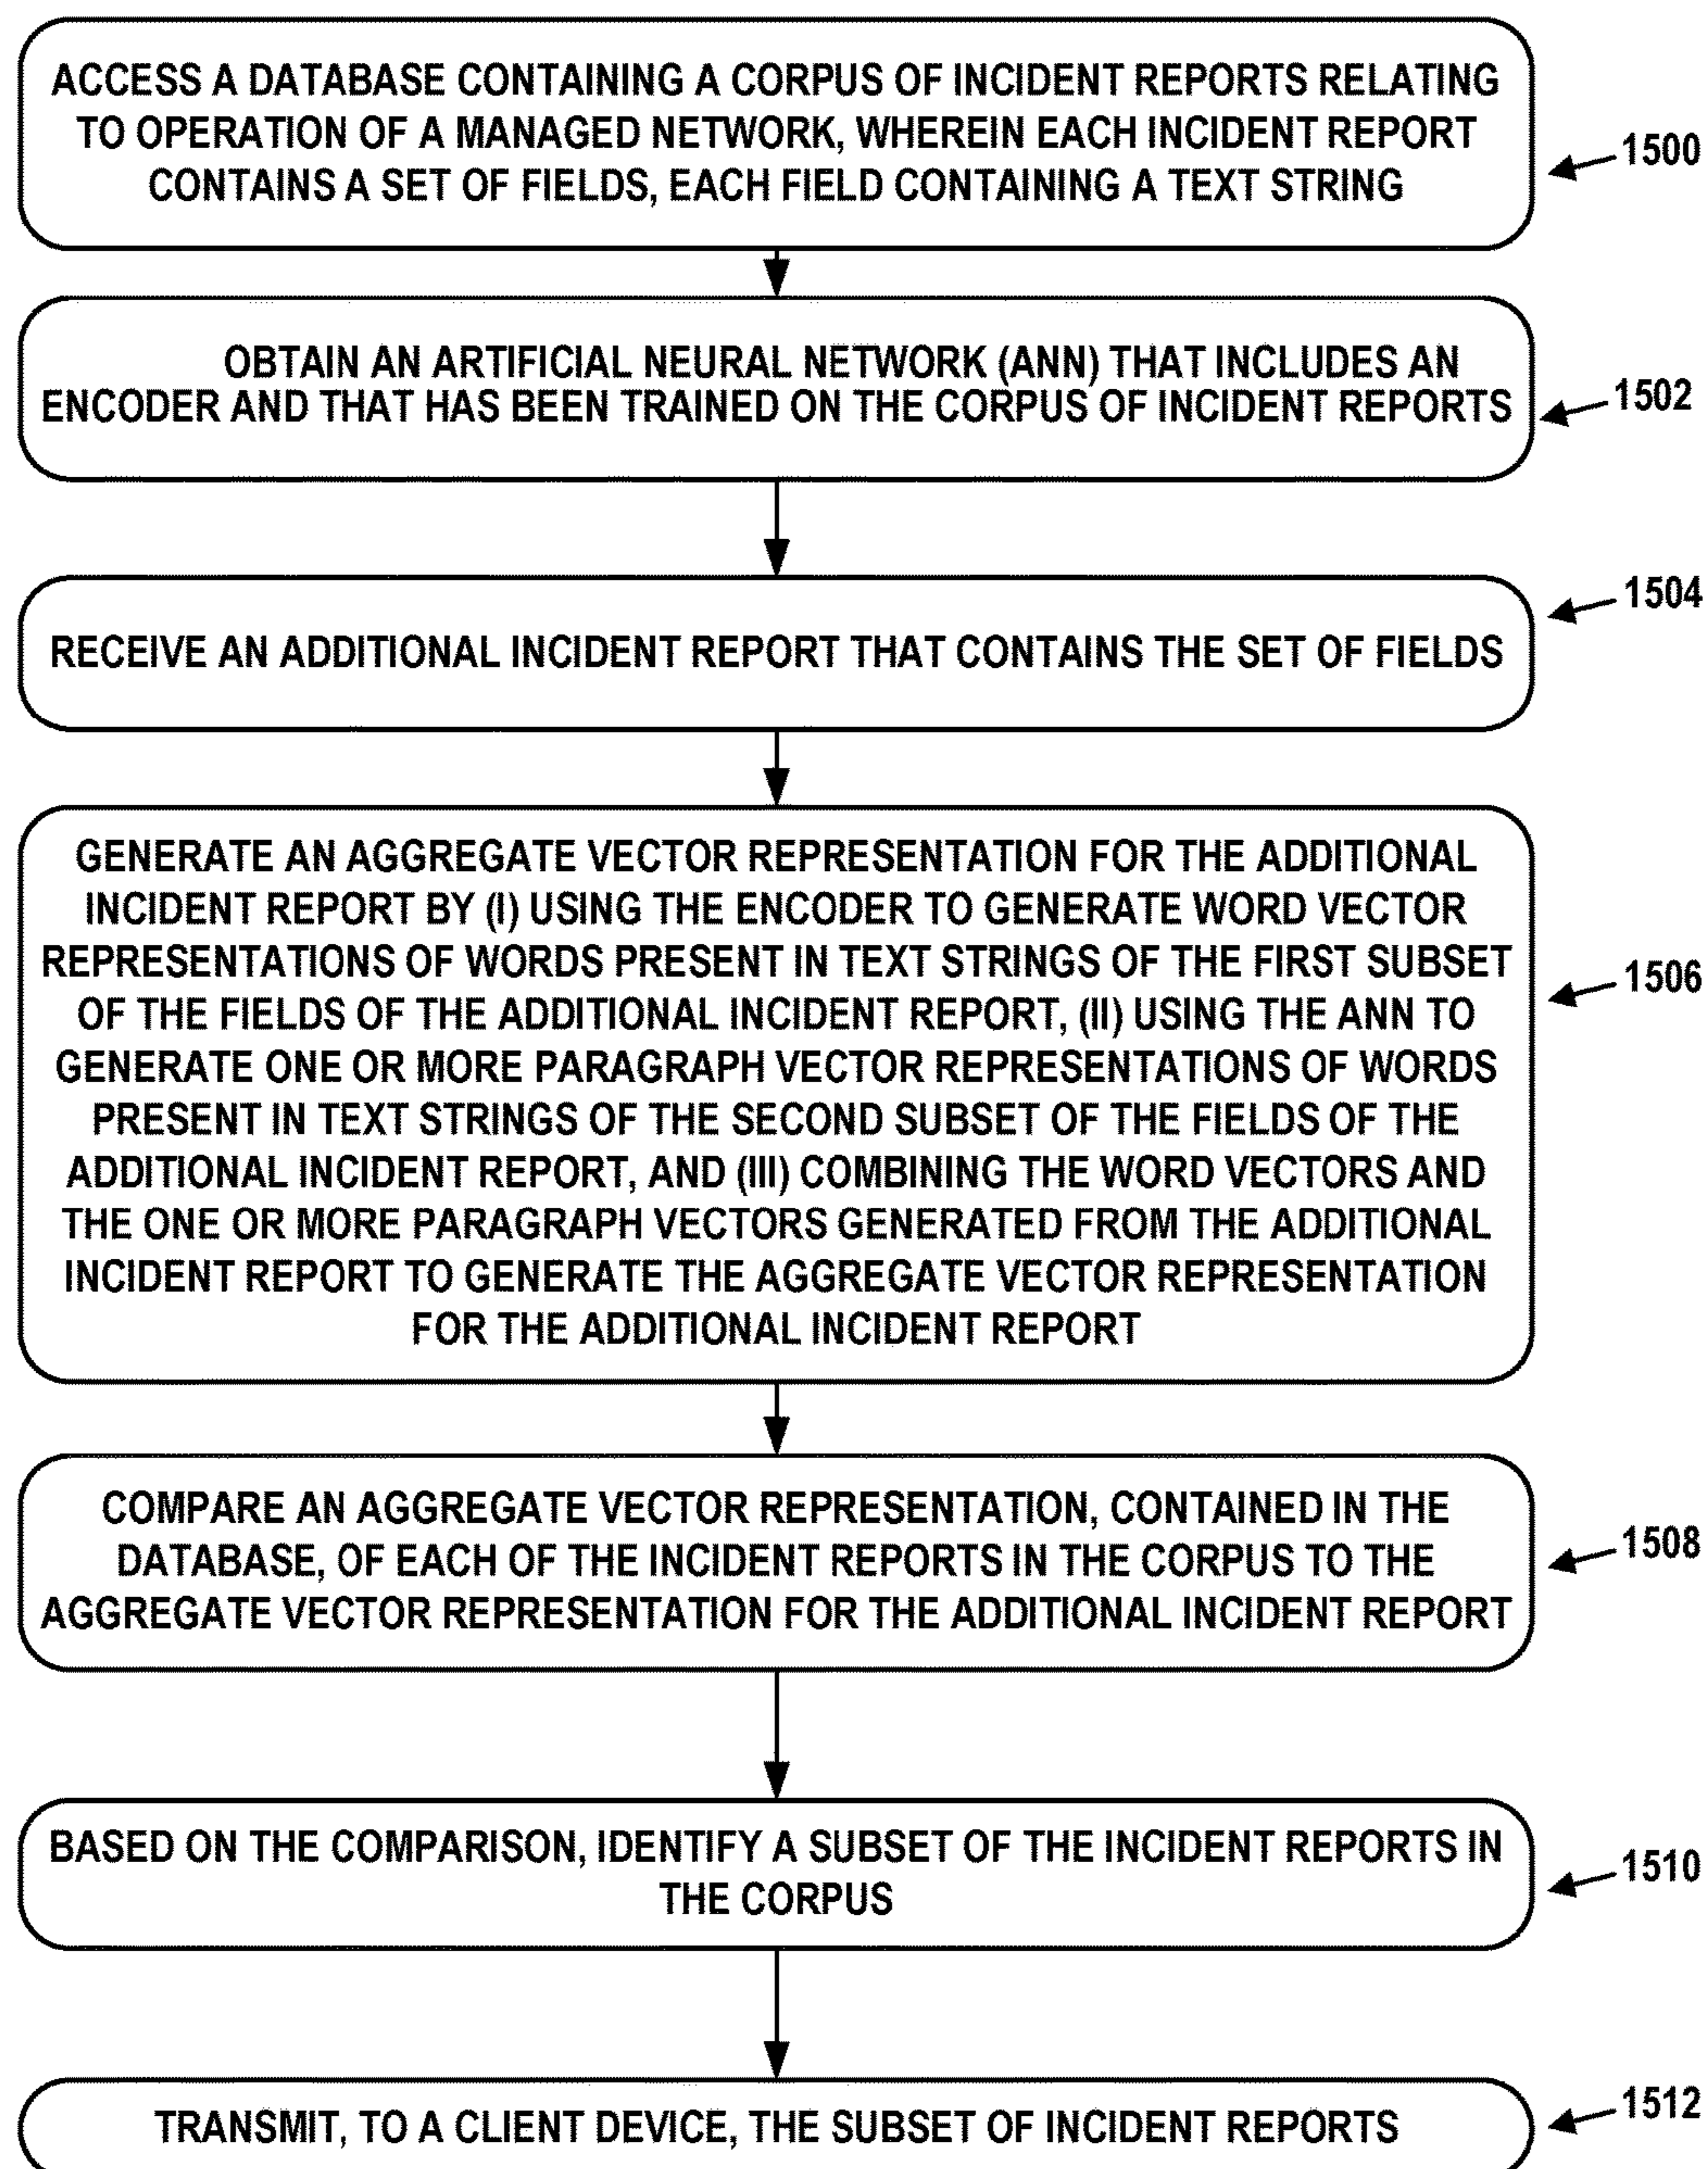 ACCESS A DATABASE CONTAINING A CORPUS OF INCIDENT REPORTS RELATING
TO OPERATION OF A MANAGED NETWORK, WHEREIN EACH INCIDENT REPORT
CONTAINS A SET OF FIELDS, EACH FIELD CONTAINING A TEXT STRING
1500
OBTAIN AN ARTIFICIAL NEURAL NETWORK (ANN) THAT INCLUDES AN
ENCODER AND THAT HAS BEEN TRAINED ON THE CORPUS OF INCIDENT REPORTS
1502
RECEIVE AN ADDITIONAL INCIDENT REPORT THAT CONTAINS THE SET OF FIELDS
1504
GENERATE AN AGGREGATE VECTOR REPRESENTATION FOR THE ADDITIONAL
INCIDENT REPORT BY (I) USING THE ENCODER TO GENERATE WORD VECTOR
REPRESENTATIONS OF WORDS PRESENT IN TEXT STRINGS OF THE FIRST SUBSET
OF THE FIELDS OF THE ADDITIONAL INCIDENT REPORT, (II) USING THE ANN TO
GENERATE ONE OR MORE PARAGRAPH VECTOR REPRESENTATIONS OF WORDS
PRESENT IN TEXT STRINGS OF THE SECOND SUBSET OF THE FIELDS OF THE
ADDITIONAL INCIDENT REPORT, AND (III) COMBINING THE WORD VECTORS AND
THE ONE OR MORE PARAGRAPH VECTORS GENERATED FROM THE ADDITIONAL
INCIDENT REPORT TO GENERATE THE AGGREGATE VECTOR REPRESENTATION
FOR THE ADDITIONAL INCIDENT REPORT
1506
COMPARE AN AGGREGATE VECTOR REPRESENTATION, CONTAINED IN THE
DATABASE, OF EACH OF THE INCIDENT REPORTS IN THE CORPUS TO THE
AGGREGATE VECTOR REPRESENTATION FOR THE ADDITIONAL INCIDENT REPORT
1508
BASED ON THE COMPARISON, IDENTIFY A SUBSET OF THE INCIDENT REPORTS IN
THE CORPUS
1510
TRANSMIT, TO A CLIENT DEVICE, THE SUBSET OF INCIDENT REPORTS
1512